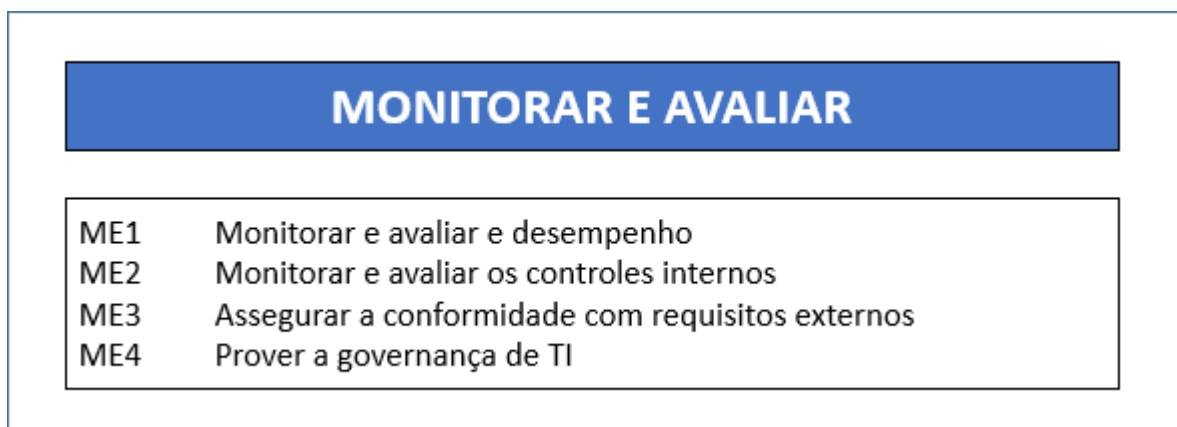 MONITORAR E AVALIAR
ME1 Monitorar e avaliar e desempenho
ME2 Monitorar e avaliar os controles internos
ME3 Assegurar a conformidade com requisitos externos
ME4 Prover a governança de TI